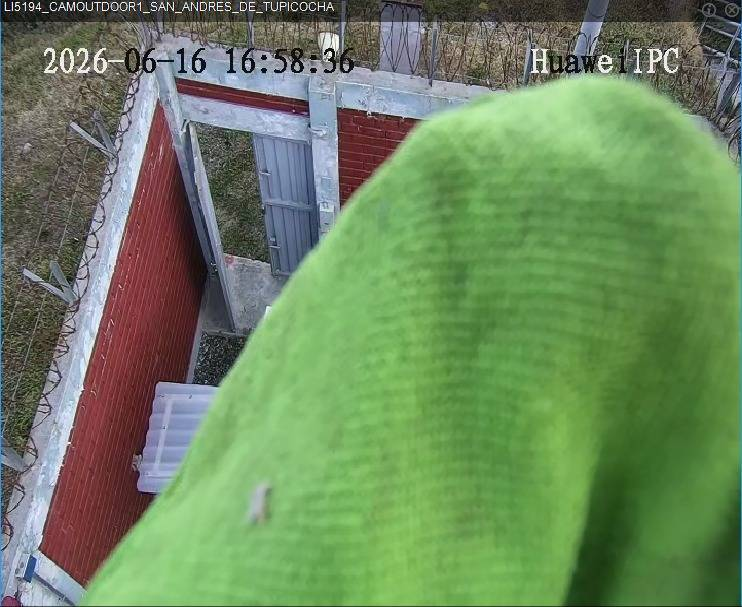 LI5194_CAMOUTDOOR1_SAN_ANDRES_DE_TUPICOCHA
2026-06-16 16:58:36
HuaweiIPC